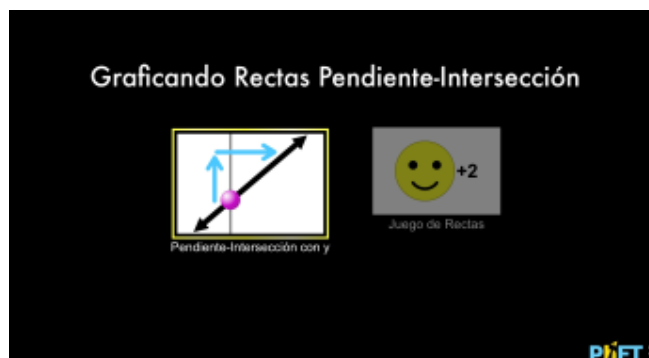 Graficando Rectas Pendiente-Intersección
+2
Pendiente-Intersección con y
Juego de Rectas
PhET